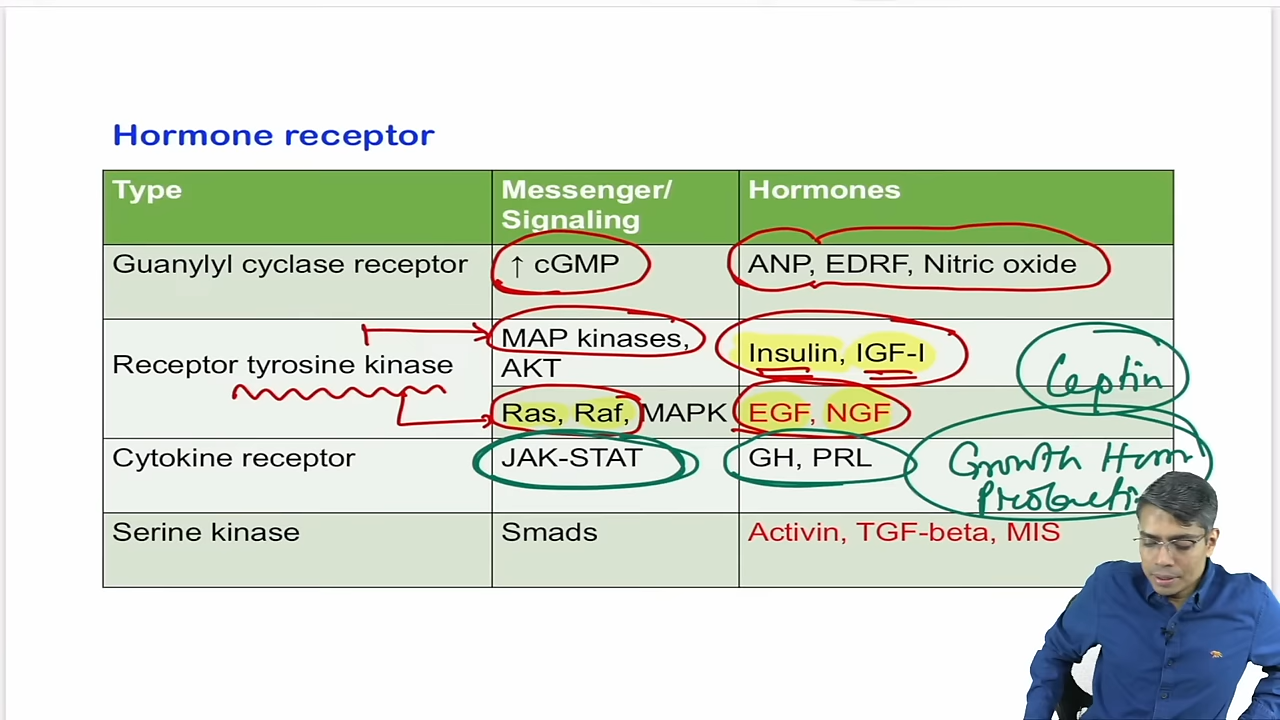 Hormone receptor
Type
Messenger/
Signaling
Hormones
Guanylyl cyclase receptor
↑ cGMP
ANP, EDRF, Nitric oxide
Receptor tyrosine kinase
MAP kinases,
AKT
Insulin, IGF-I
Leptin
Ras, Raf, MAPK
EGF, NGF
Cytokine receptor
JAK-STAT
GH, PRL
Growth Horm
Prolacti
Serine kinase
Smads
Activin, TGF-beta, MIS